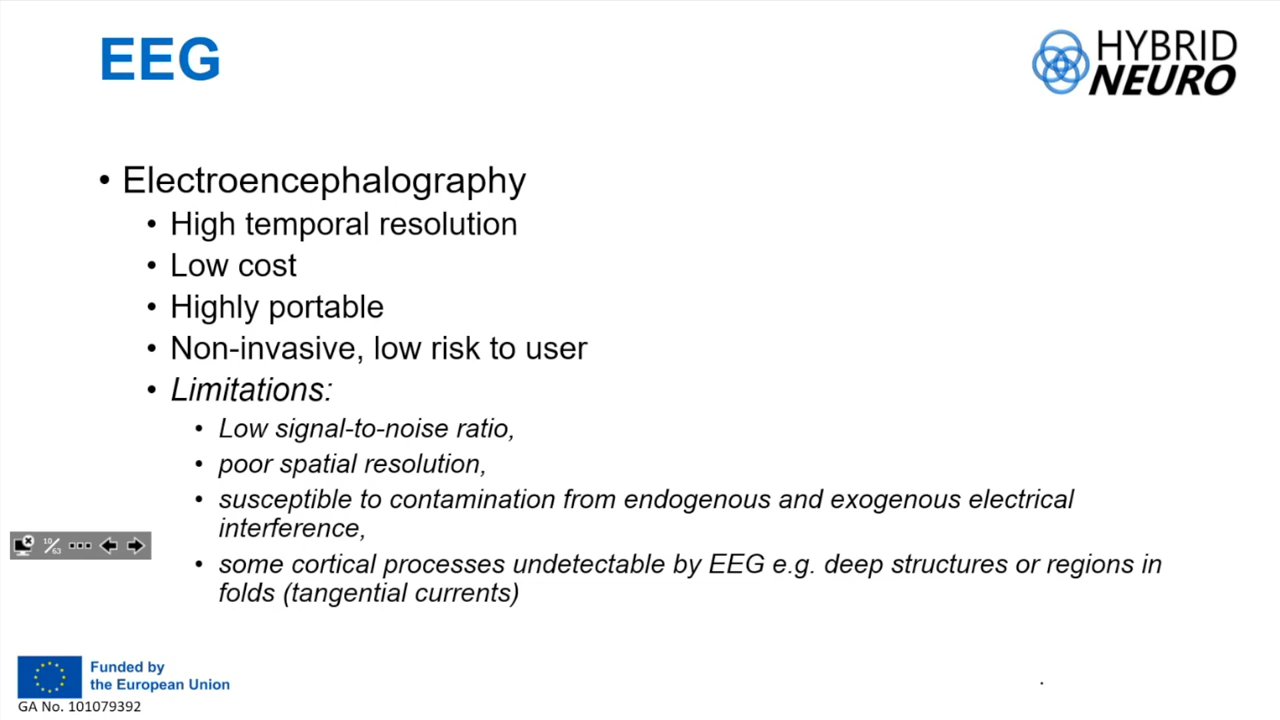 EEG
HYBRID
NEURO
• Electroencephalography
• High temporal resolution
• Low cost
• Highly portable
• Non-invasive, low risk to user
• Limitations:
• Low signal-to-noise ratio,
• poor spatial resolution,
• susceptible to contamination from endogenous and exogenous electrical
interference,
• some cortical processes undetectable by EEG e.g. deep structures or regions in
folds (tangential currents)
10/63
Funded by
the European Union
GA No. 101079392
.